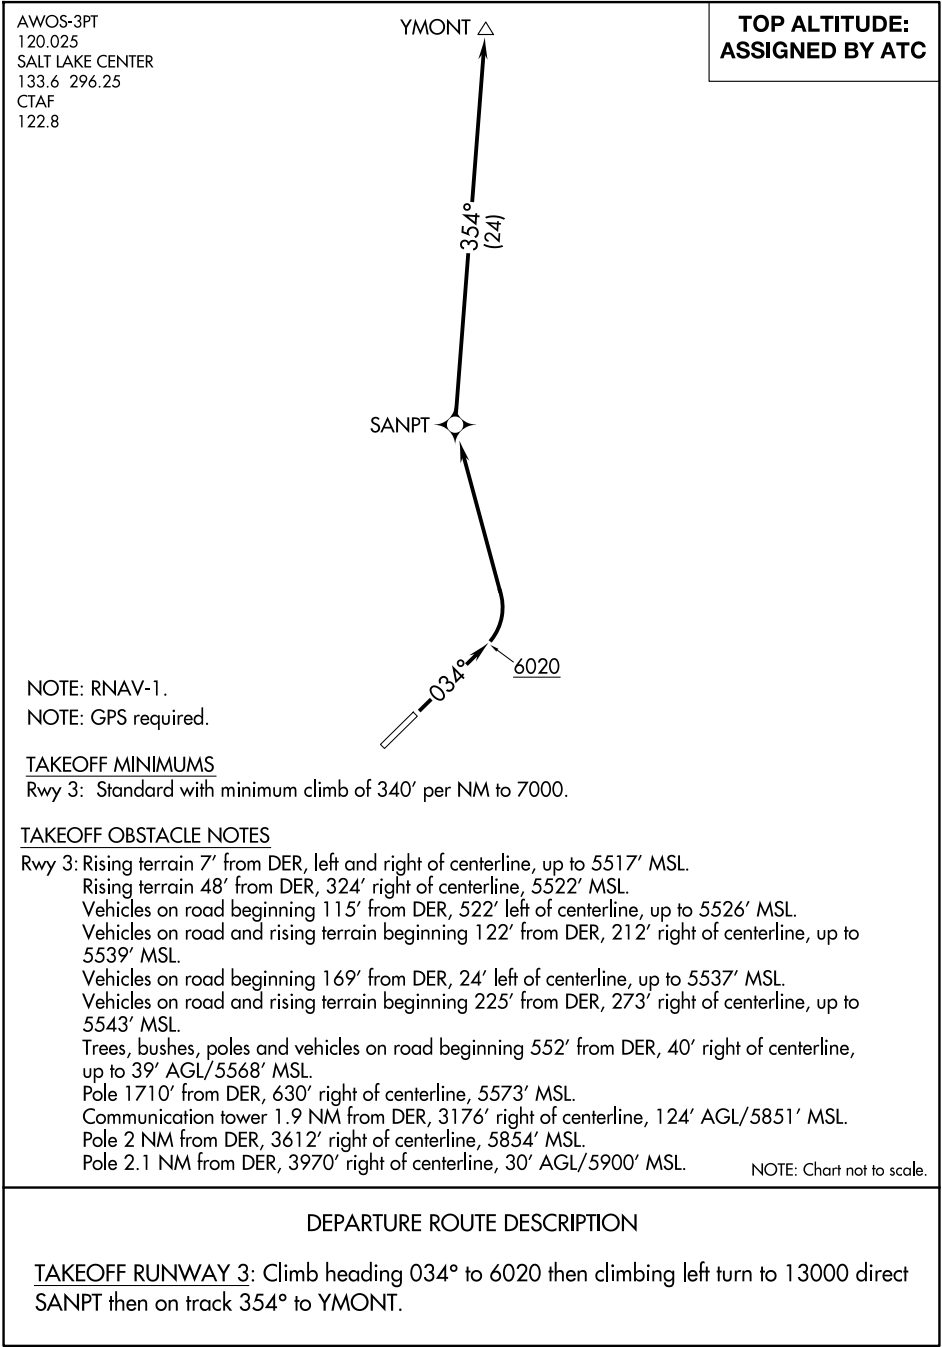 AWOS-3PT
120.025
SALT LAKE CENTER
133.6 296.25
CTAF
122.8
TOP ALTITUDE:
ASSIGNED BY ATC
YMONT
354°
(24)
SANPT
6020
034°
NOTE: RNAV-1.
NOTE: GPS required.
TAKEOFF MINIMUMS
Rwy 3: Standard with minimum climb of 340' per NM to 7000.
TAKEOFF OBSTACLE NOTES
Rwy 3: Rising terrain 7' from DER, left and right of centerline, up to 5517' MSL.
Rising terrain 48' from DER, 324' right of centerline, 5522' MSL.
Vehicles on road beginning 115' from DER, 522' left of centerline, up to 5526' MSL.
Vehicles on road and rising terrain beginning 122' from DER, 212' right of centerline, up to
5539' MSL.
Vehicles on road beginning 169' from DER, 24' left of centerline, up to 5537' MSL.
Vehicles on road and rising terrain beginning 225' from DER, 273' right of centerline, up to
5543' MSL.
Trees, bushes, poles and vehicles on road beginning 552' from DER, 40' right of centerline,
up to 39' AGL/5568' MSL.
Pole 1710' from DER, 630' right of centerline, 5573' MSL.
Communication tower 1.9 NM from DER, 3176' right of centerline, 124' AGL/5851' MSL.
Pole 2 NM from DER, 3612' right of centerline, 5854' MSL.
Pole 2.1 NM from DER, 3970' right of centerline, 30' AGL/5900' MSL.
NOTE: Chart not to scale.
DEPARTURE ROUTE DESCRIPTION
TAKEOFF RUNWAY 3: Climb heading 034° to 6020 then climbing left turn to 13000 direct
SANPT then on track 354° to YMONT.